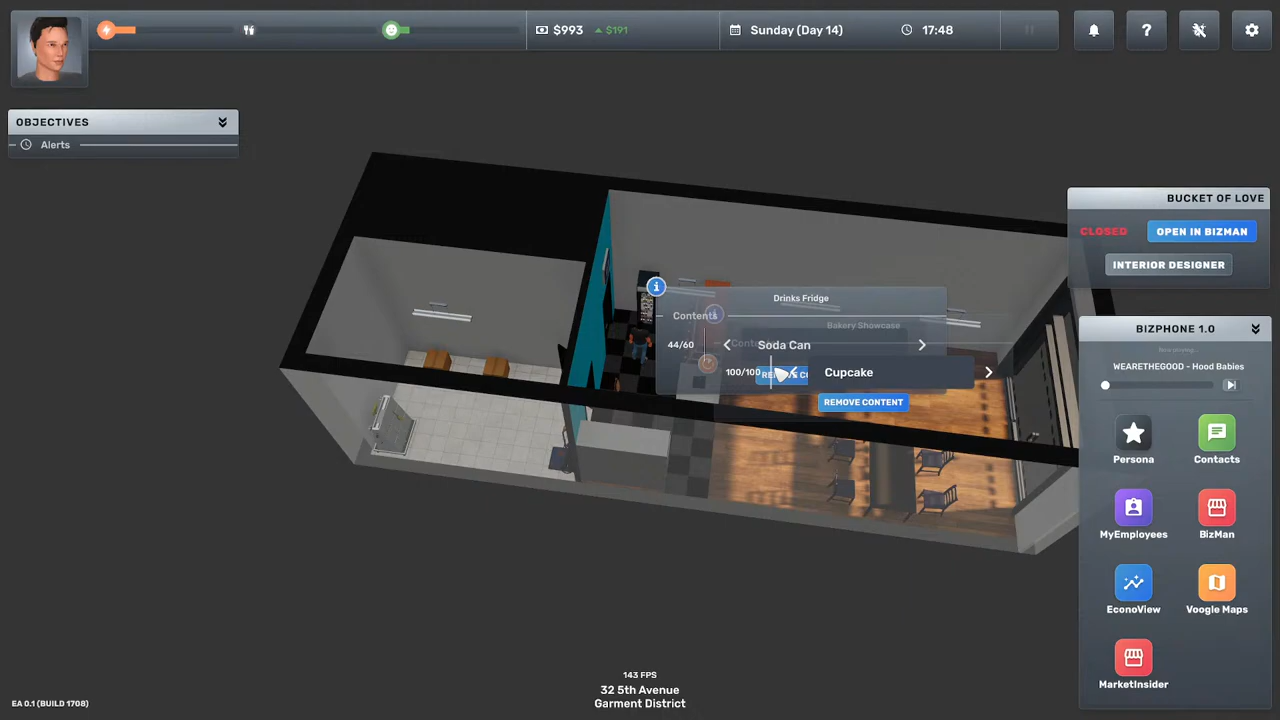 $993
$191
Sunday (Day 14)
17:48
?
OBJECTIVES
Alerts
BUCKET OF LOVE
CLOSED
OPEN IN BIZMAN
INTERIOR DESIGNER
Drinks Fridge
Contents
Bakery Showcase
44/60
Soda Can
100/100
Cupcake
REMOVE CONTENT
BIZPHONE 1.0
Now playing...
WEARETHEGOOD - Hood Babies
Persona
Contacts
MyEmployees
BizMan
EconoView
Voogle Maps
MarketInsider
143 FPS
32 5th Avenue
Garment District
EA 0.1 (BUILD 1708)